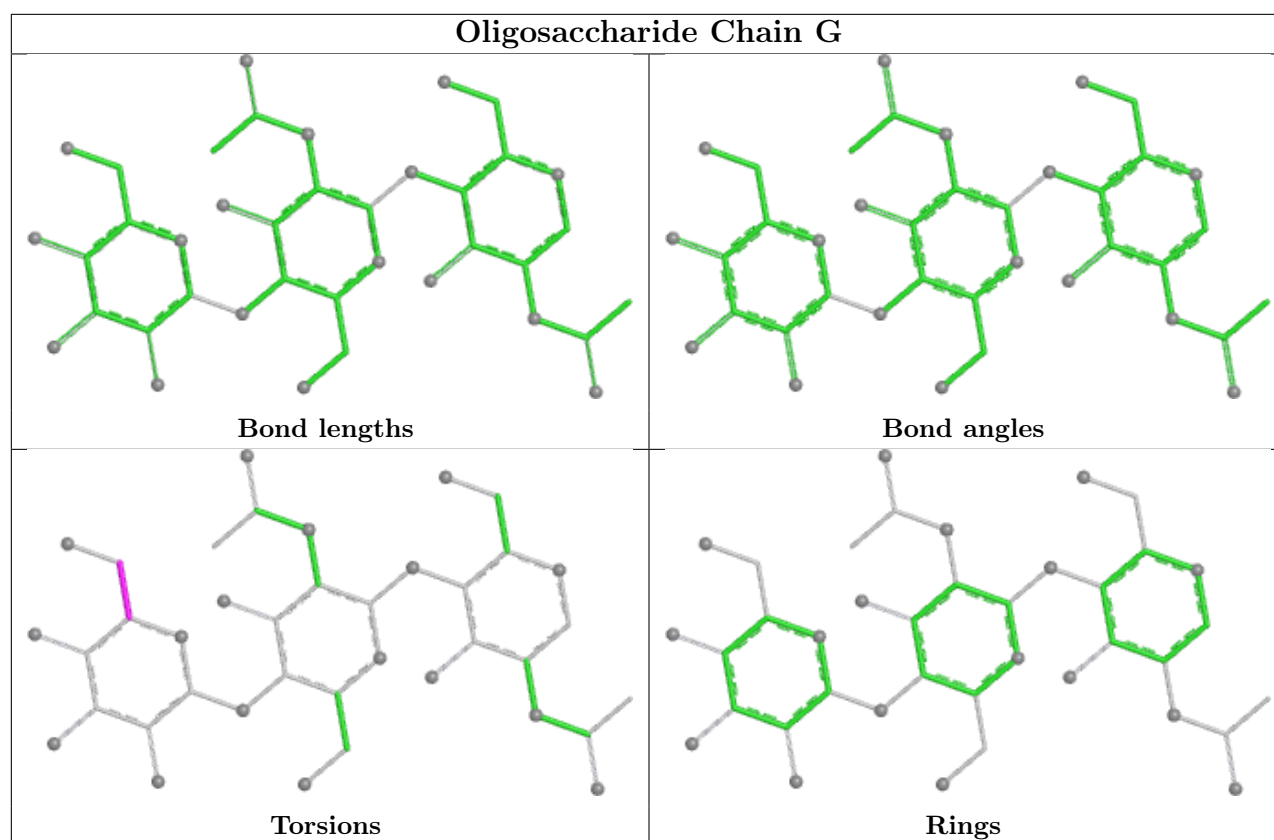 Oligosaccharide Chain G
Bond lengths
Bond angles
Torsions
Rings